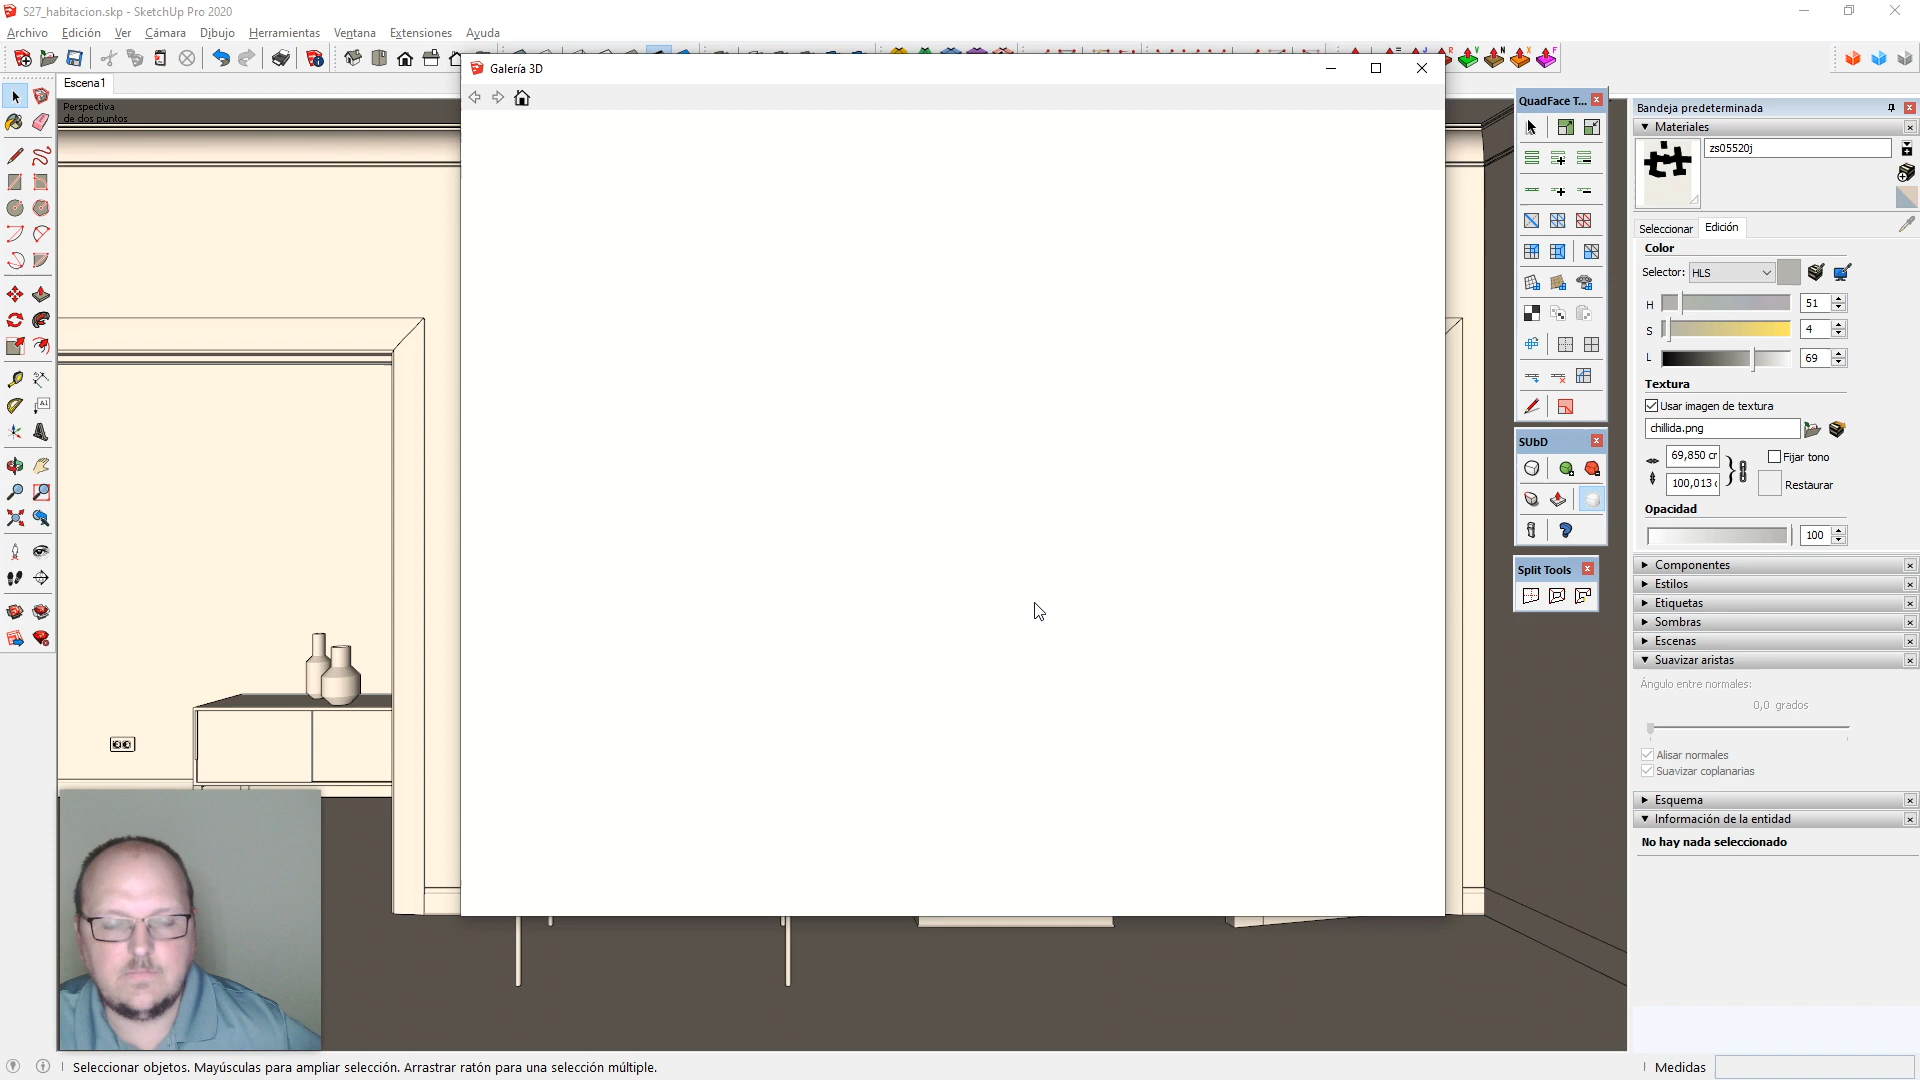 S27_habitacion.skp - SketchUp Pro 2020
Archivo Edición Ver Cámara Dibujo Herramientas Ventana Extensiones Ayuda
Escena1
Perspectiva
de dos puntos
Galería 3D
QuadFace T...
SUbD
Split Tools
Bandeja predeterminada
Materiales
zs05520j
Seleccionar Edición
Color
Selector: HLS
H 51
S 4
L 69
Textura
Usar imagen de textura
chillida.png
69,850 cr
Fijar tono
100,013 c
Restaurar
Opacidad
100
Componentes
Estilos
Etiquetas
Sombras
Escenas
Suavizar aristas
Ángulo entre normales:
0,0 grados
Alisar normales
Suavizar coplanarias
Esquema
Información de la entidad
No hay nada seleccionado
Seleccionar objetos. Mayúsculas para ampliar selección. Arrastrar ratón para una selección múltiple.
Medidas